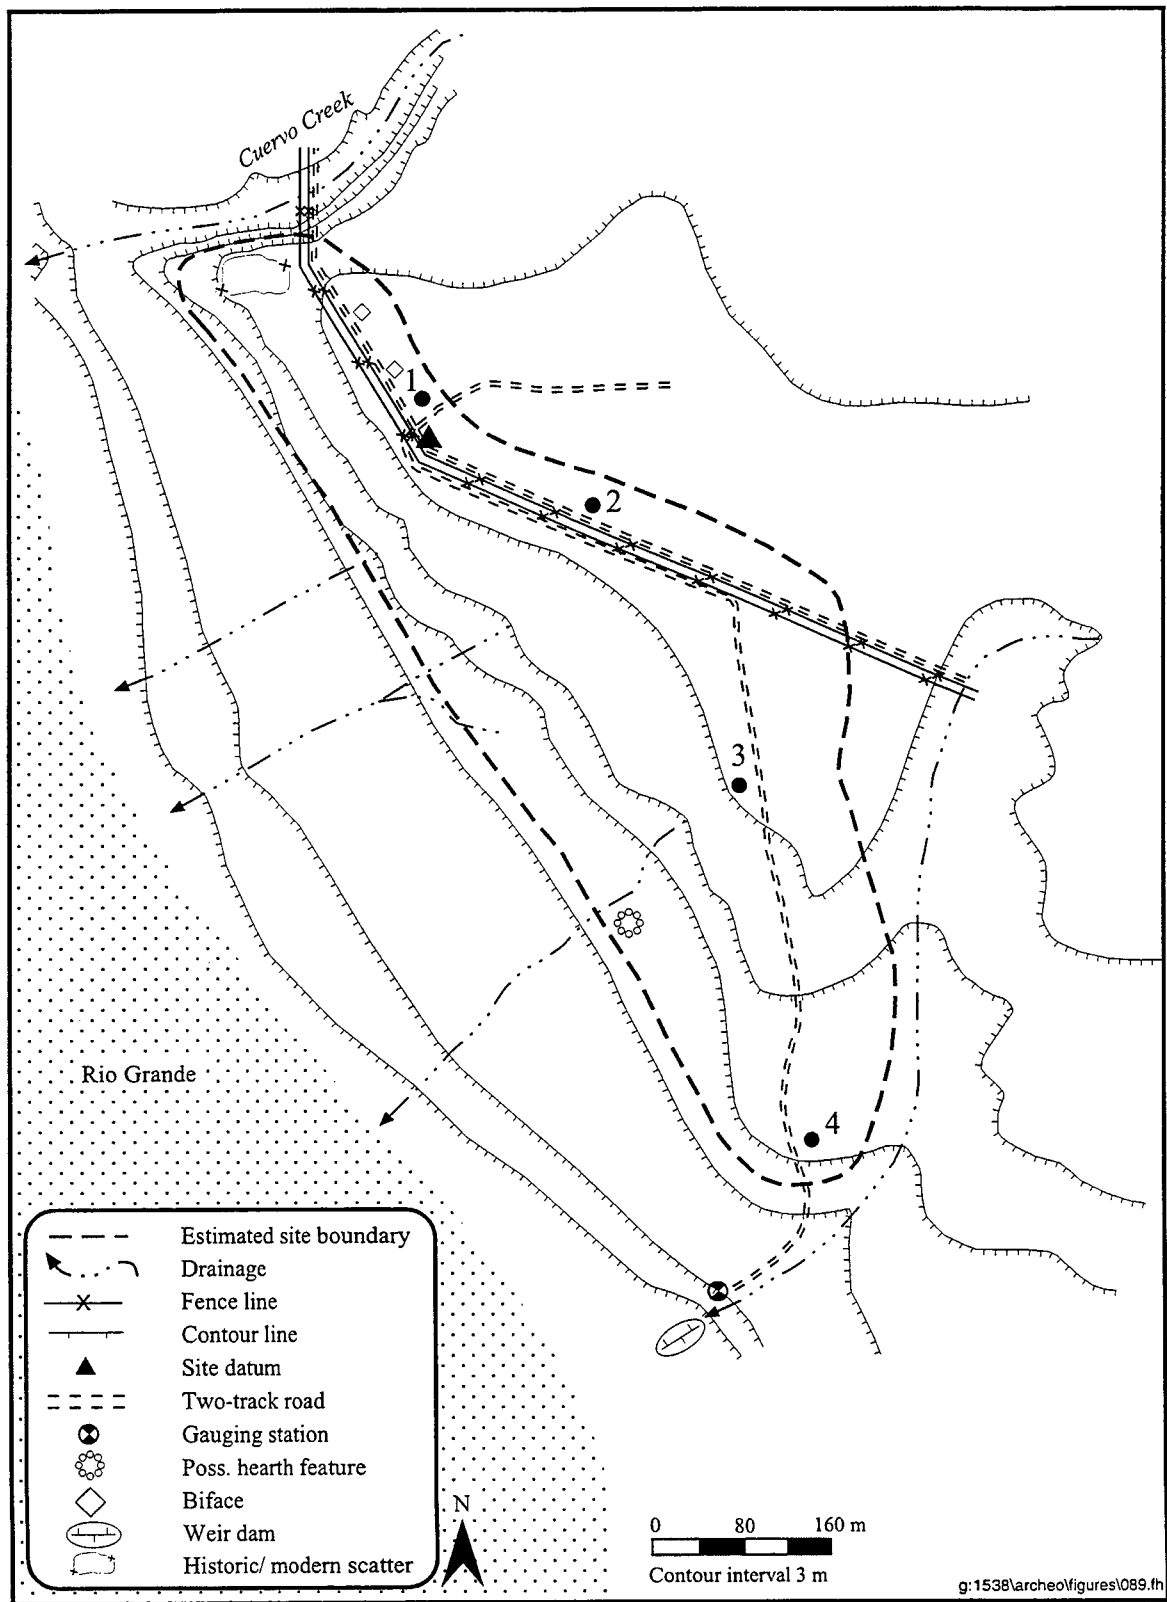 Cuervo Creek
1
2
3
4
Rio Grande
Estimated site boundary
Drainage
Fence line
Contour line
Site datum
Two-track road
Gauging station
Poss. hearth feature
Biface
Weir dam
Historic/ modern scatter
N
0 80 160 m
Contour interval 3 m
g:1538\archeo\figures\089.fh